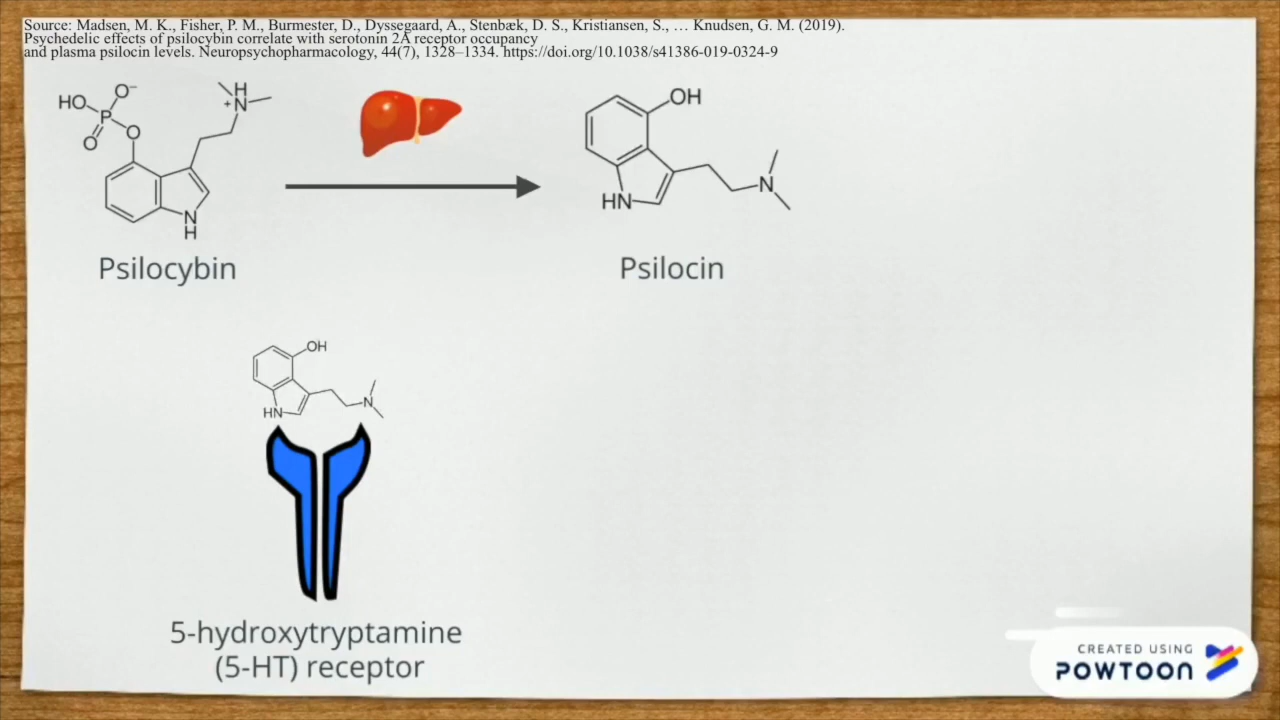 Source: Madsen, M. K., Fisher, P. M., Burmester, D., Dyssegaard, A., Stenbæk, D. S., Kristiansen, S., … Knudsen, G. M. (2019).
Psychedelic effects of psilocybin correlate with serotonin 2A receptor occupancy
and plasma psilocin levels. Neuropsychopharmacology, 44(7), 1328–1334. https://doi.org/10.1038/s41386-019-0324-9
HO
O⁻
P
O
O
H
N
+
N
H
OH
HN
N
Psilocybin
Psilocin
OH
HN
N
5-hydroxytryptamine
(5-HT) receptor
CREATED USING
POWTOON